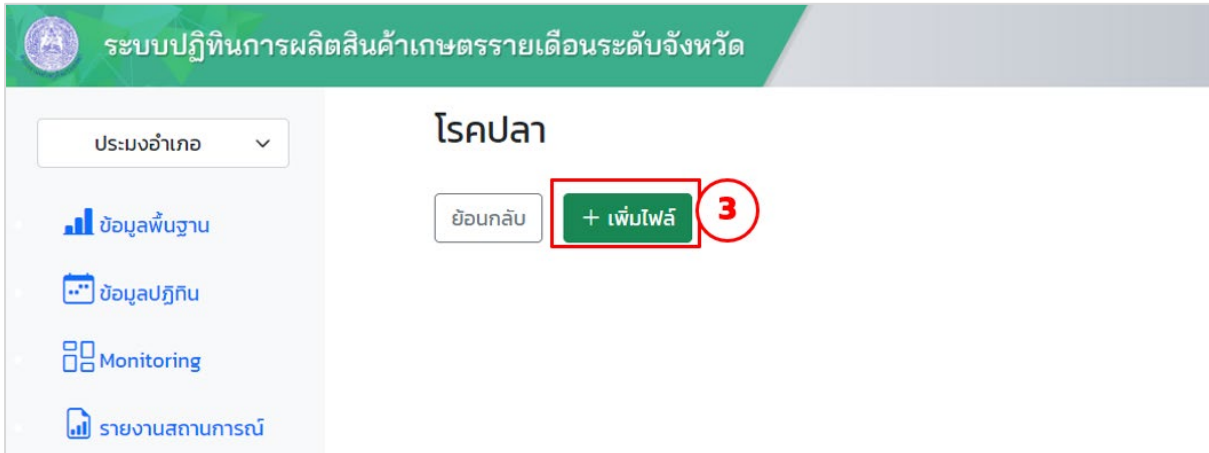 ระบบปฏิทินการผลิตสินค้าเกษตรรายเดือนระดับจังหวัด
ประมงอำเภอ
ข้อมูลพื้นฐาน
ข้อมูลปฏิทิน
Monitoring
รายงานสถานการณ์
โรคปลา
ย้อนกลับ + เพิ่มไฟล์ 3